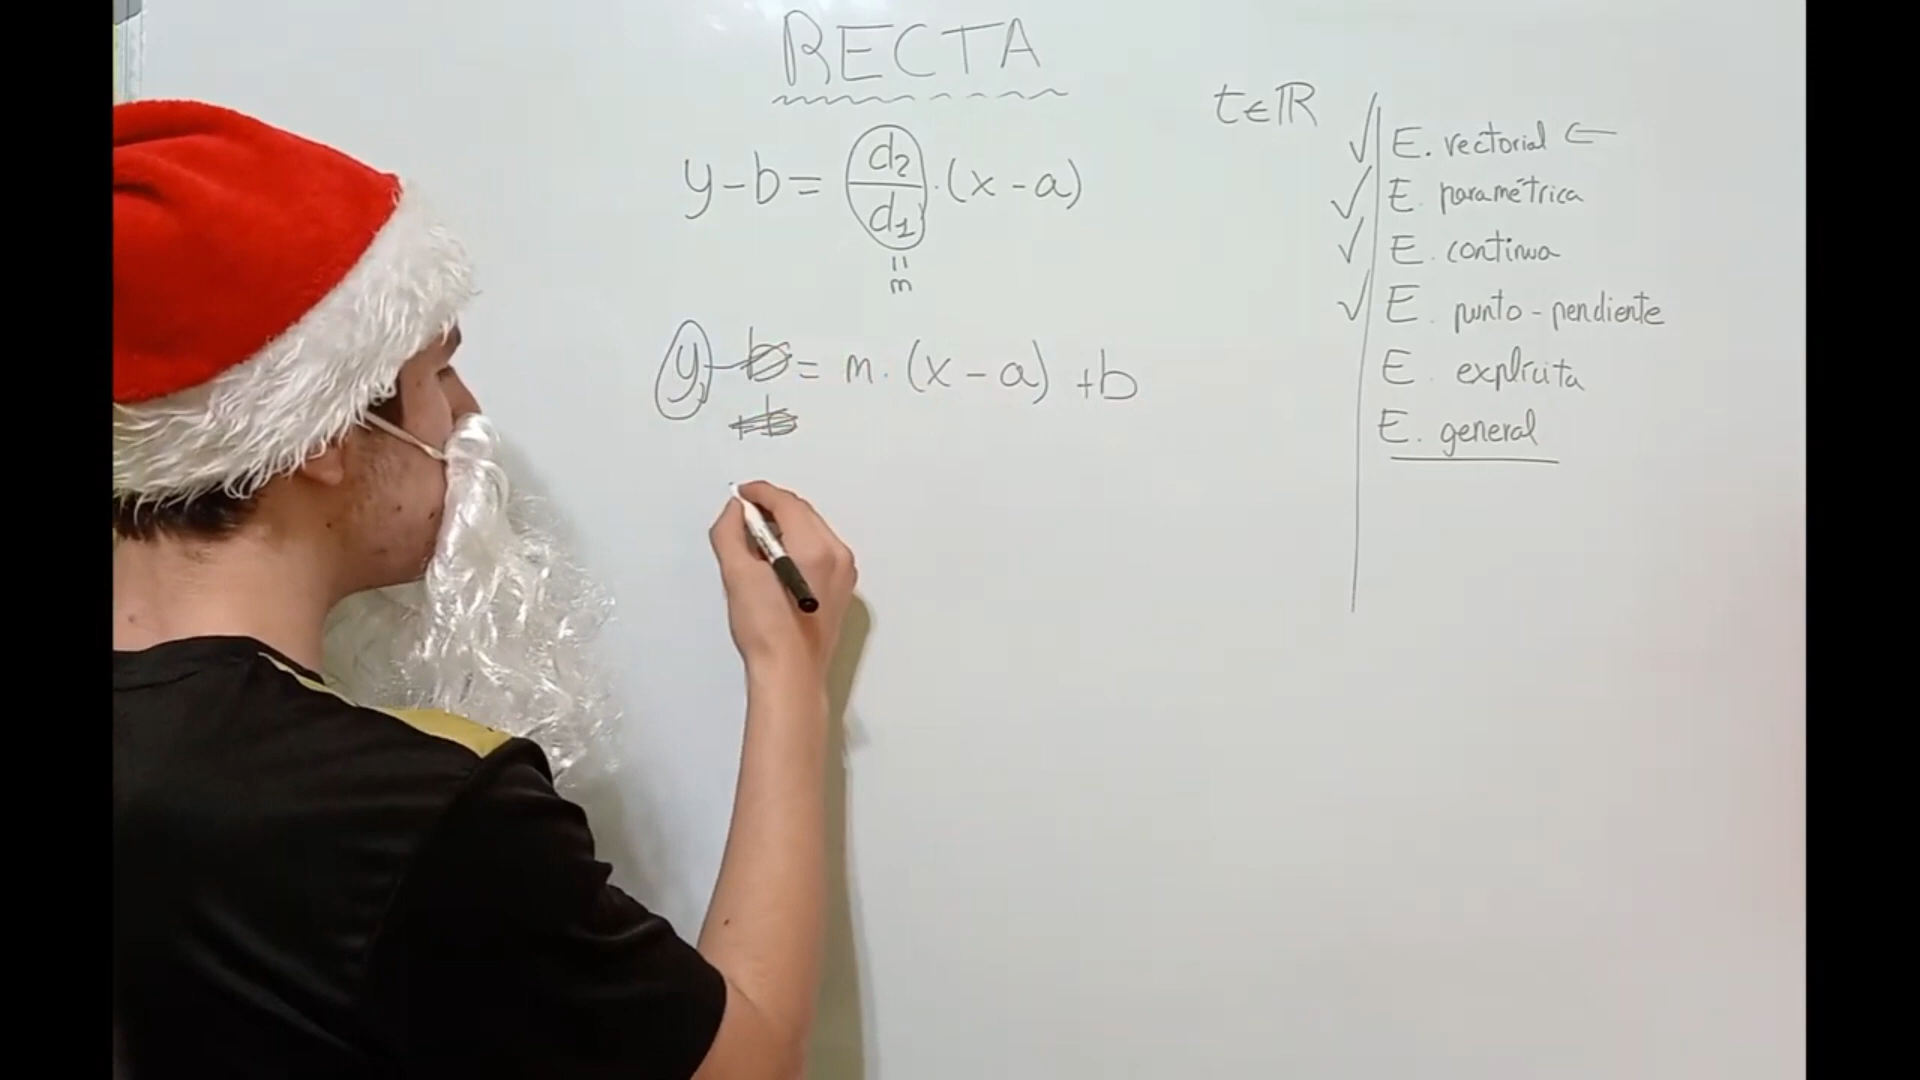 RECTA
y-b= d2/d1 ·(x-a)
=
m
y-b= m·(x-a) +b
+b
t∈ℝ
✓ E. vectorial ←
✓ E. paramétrica
✓ E. continua
✓ E. punto-pendiente
E. explícita
E. general